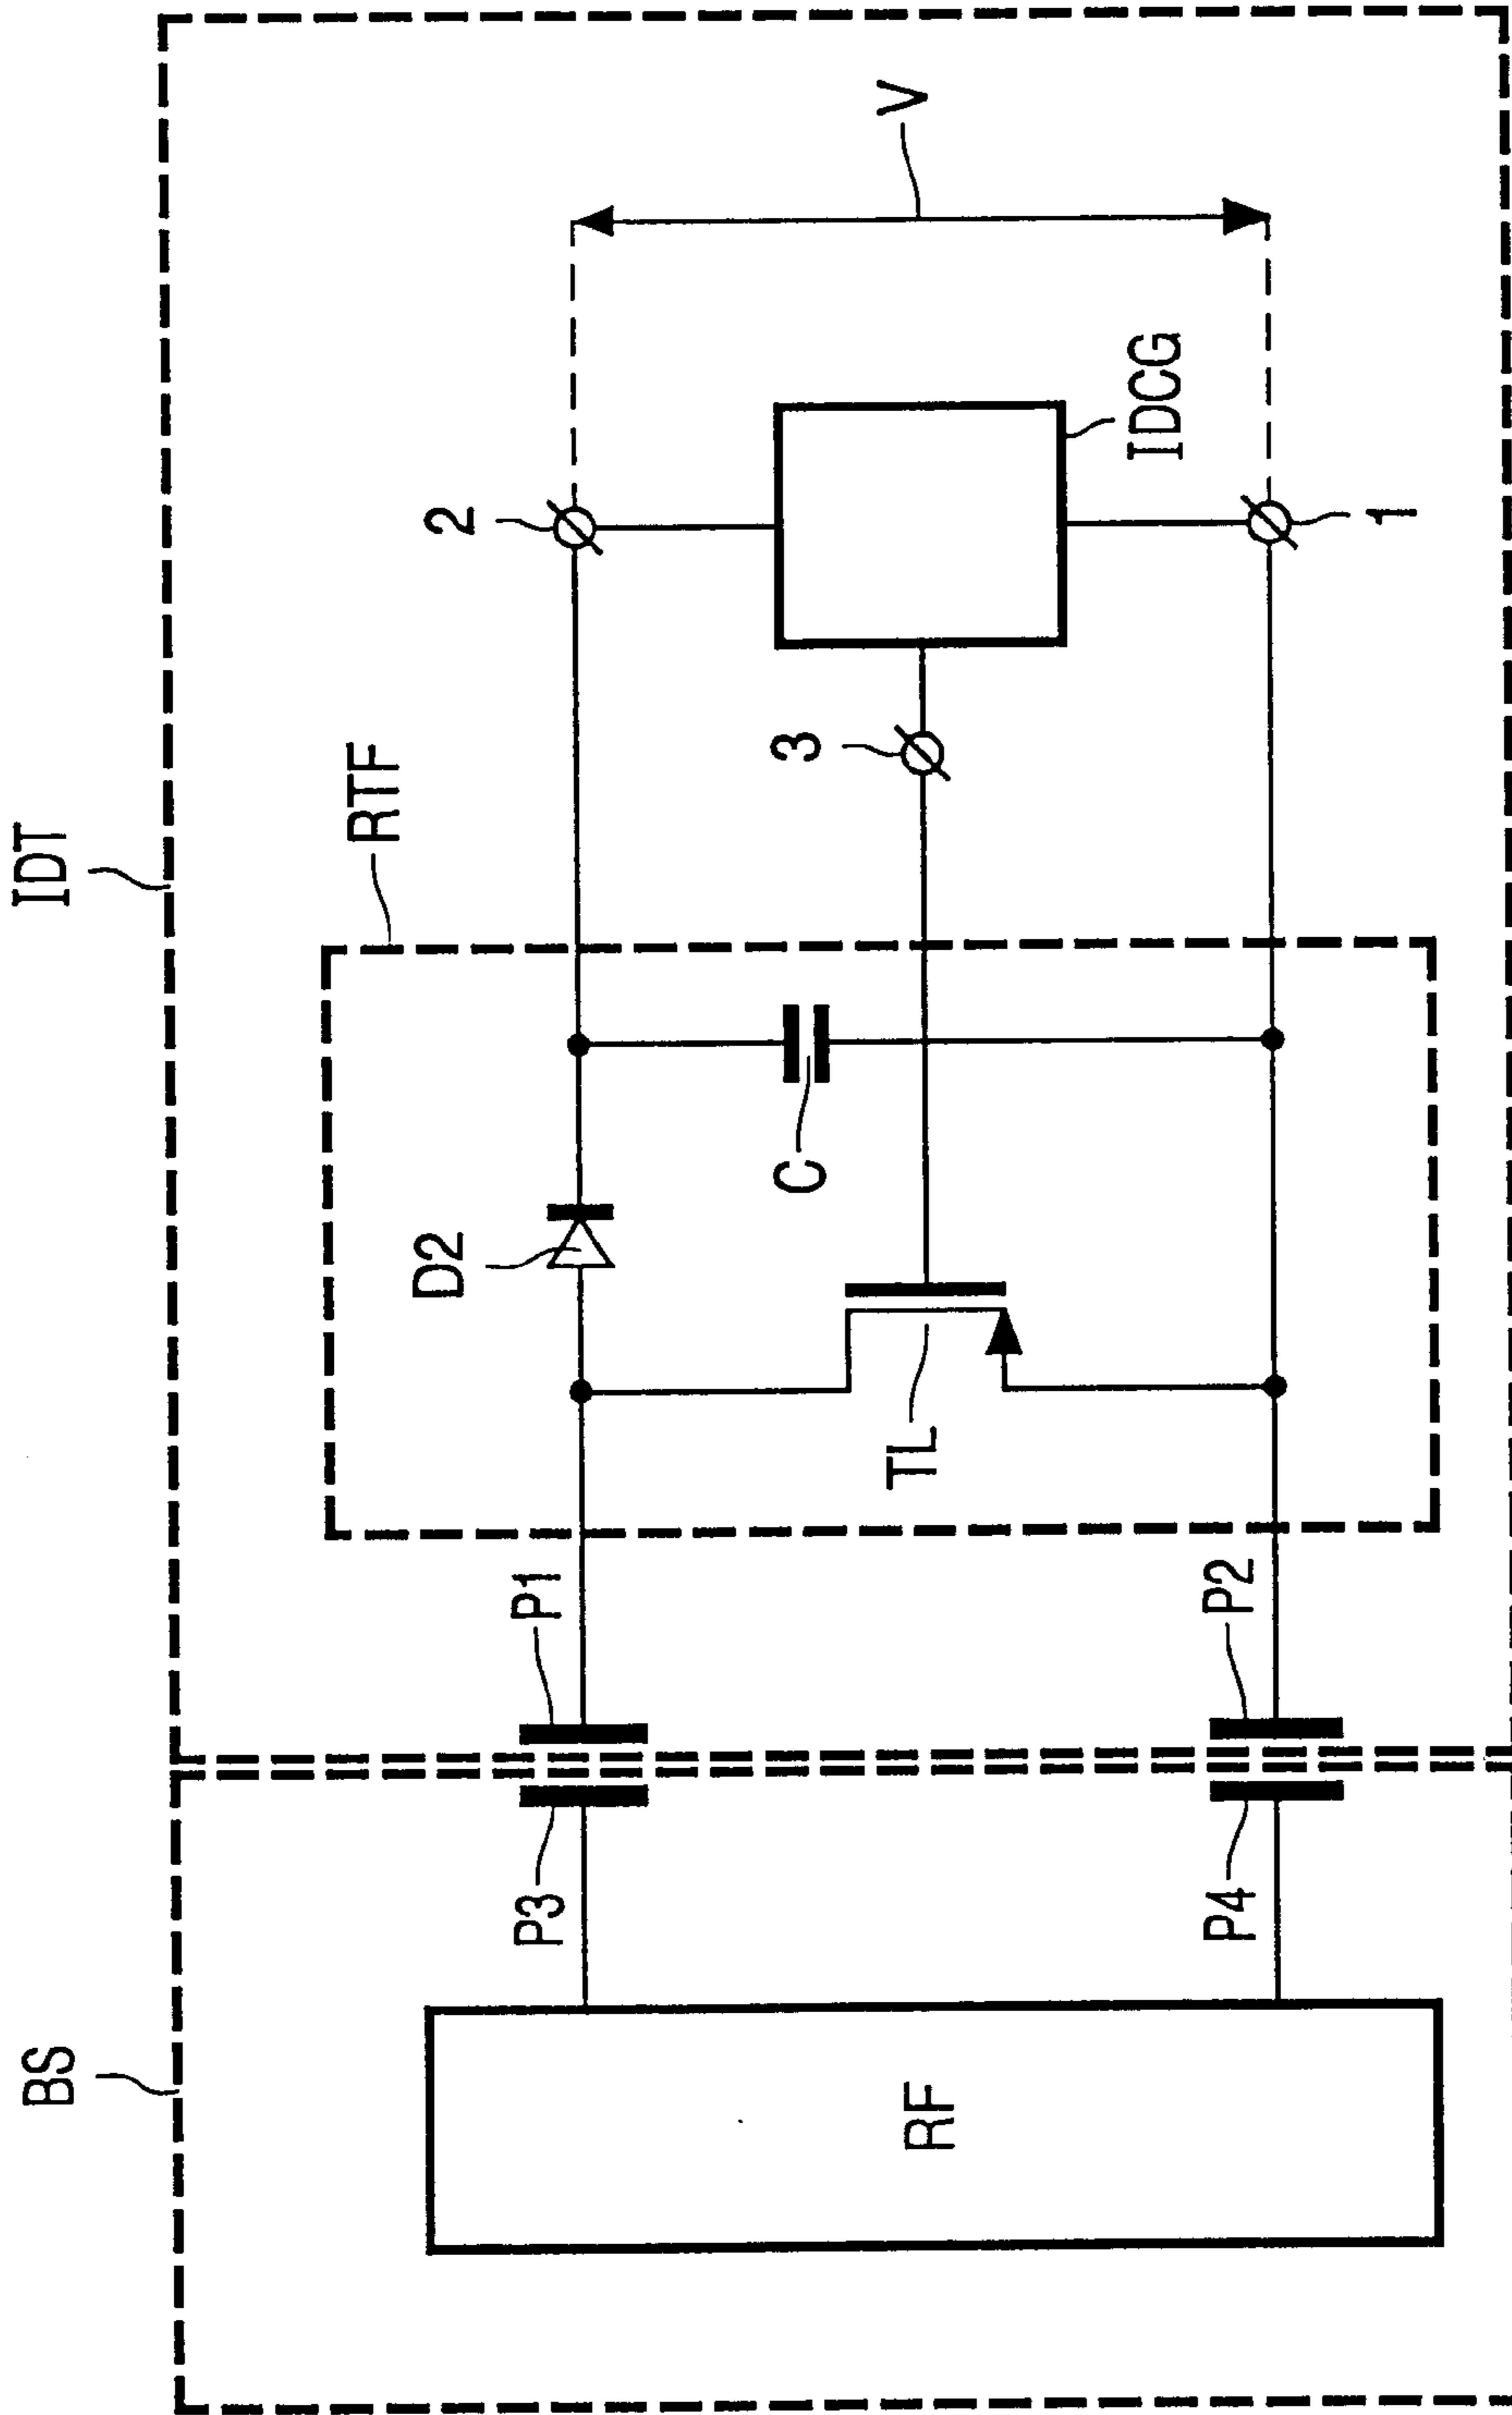 BS
IDT
RTF
RF
P3
P1
P4
P2
D2
TL
C
2
3
1
IDCG
V